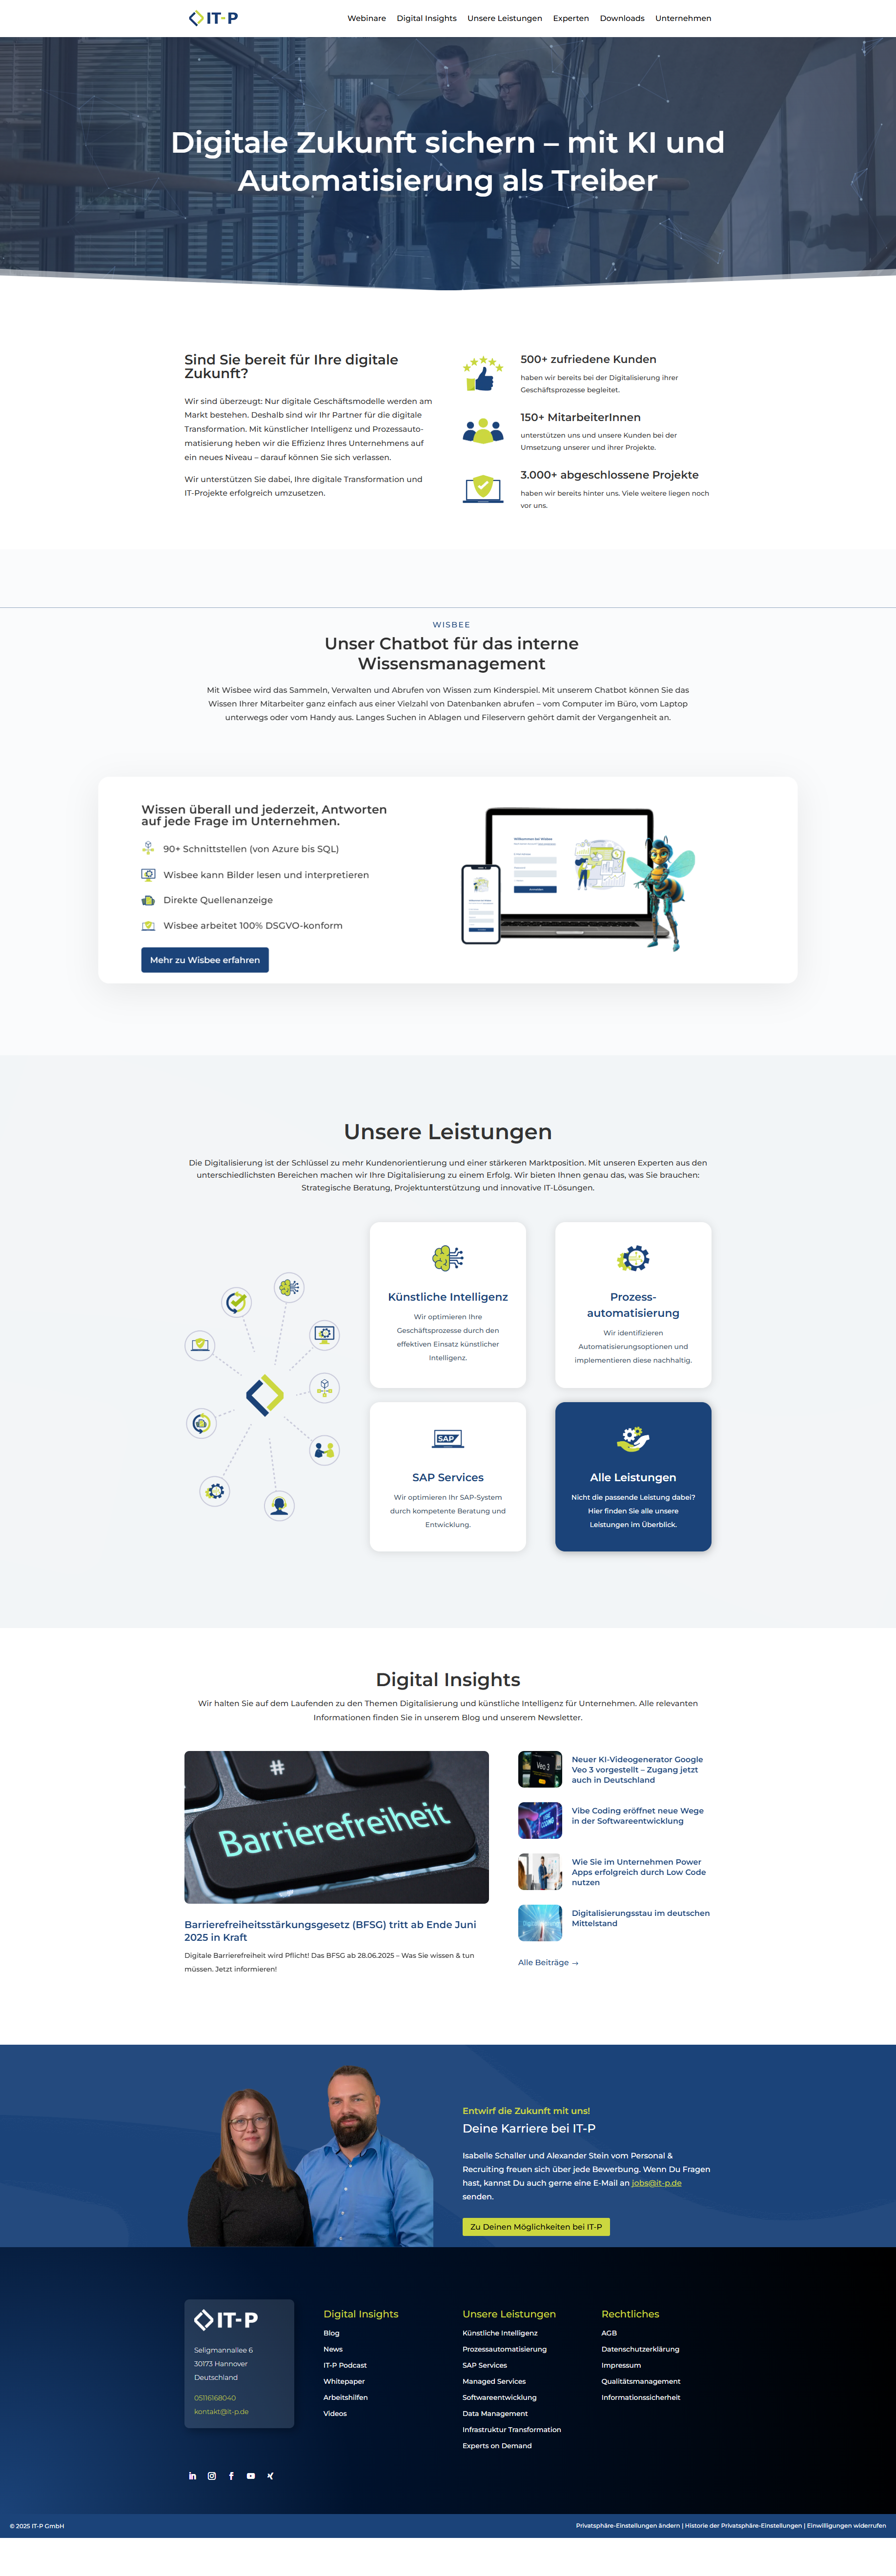 IT-P
Webinare
Digital Insights
Unsere Leistungen
Experten
Downloads
Unternehmen
Digitale Zukunft sichern – mit KI und
Automatisierung als Treiber
Sind Sie bereit für Ihre digitale
Zukunft?
Wir sind überzeugt: Nur digitale Geschäftsmodelle werden am
Markt bestehen. Deshalb sind wir Ihr Partner für die digitale
Transformation. Mit künstlicher Intelligenz und Prozessauto-
matisierung heben wir die Effizienz Ihres Unternehmens auf
ein neues Niveau – darauf können Sie sich verlassen.
Wir unterstützen Sie dabei, Ihre digitale Transformation und
IT-Projekte erfolgreich umzusetzen.
500+ zufriedene Kunden
haben wir bereits bei der Digitalisierung ihrer
Geschäftsprozesse begleitet.
150+ MitarbeiterInnen
unterstützen uns und unsere Kunden bei der
Umsetzung unserer und ihrer Projekte.
3.000+ abgeschlossene Projekte
haben wir bereits hinter uns. Viele weitere liegen noch
vor uns.
WISBEE
Unser Chatbot für das interne
Wissensmanagement
Mit Wisbee wird das Sammeln, Verwalten und Abrufen von Wissen zum Kinderspiel. Mit unserem Chatbot können Sie das
Wissen Ihrer Mitarbeiter ganz einfach aus einer Vielzahl von Datenbanken abrufen – vom Computer im Büro, vom Laptop
unterwegs oder vom Handy aus. Langes Suchen in Ablagen und Fileservern gehört damit der Vergangenheit an.
Wissen überall und jederzeit, Antworten
auf jede Frage im Unternehmen.
90+ Schnittstellen (von Azure bis SQL)
Wisbee kann Bilder lesen und interpretieren
Direkte Quellenanzeige
Wisbee arbeitet 100% DSGVO-konform
Mehr zu Wisbee erfahren
Unsere Leistungen
Die Digitalisierung ist der Schlüssel zu mehr Kundenorientierung und einer stärkeren Marktposition. Mit unseren Experten aus den
unterschiedlichsten Bereichen machen wir Ihre Digitalisierung zu einem Erfolg. Wir bieten Ihnen genau das, was Sie brauchen:
Strategische Beratung, Projektunterstützung und innovative IT-Lösungen.
Künstliche Intelligenz
Wir optimieren Ihre
Geschäftsprozesse durch den
effektiven Einsatz künstlicher
Intelligenz.
Prozess-
automatisierung
Wir identifizieren
Automatisierungsoptionen und
implementieren diese nachhaltig.
SAP
SAP Services
Wir optimieren Ihr SAP-System
durch kompetente Beratung und
Entwicklung.
Alle Leistungen
Nicht die passende Leistung dabei?
Hier finden Sie alle unsere
Leistungen im Überblick.
Digital Insights
Wir halten Sie auf dem Laufenden zu den Themen Digitalisierung und künstliche Intelligenz für Unternehmen. Alle relevanten
Informationen finden Sie in unserem Blog und unserem Newsletter.
#
Barrierefreiheit
Barrierefreiheitsstärkungsgesetz (BFSG) tritt ab Ende Juni
2025 in Kraft
Digitale Barrierefreiheit wird Pflicht! Das BFSG ab 28.06.2025 – Was Sie wissen & tun
müssen. Jetzt informieren!
Veo 3
Neuer KI-Videogenerator Google
Veo 3 vorgestellt – Zugang jetzt
auch in Deutschland
Vibe Coding eröffnet neue Wege
in der Softwareentwicklung
Wie Sie im Unternehmen Power
Apps erfolgreich durch Low Code
nutzen
Digitalisierungsstau im deutschen
Mittelstand
Alle Beiträge →
Entwirf die Zukunft mit uns!
Deine Karriere bei IT-P
Isabelle Schaller und Alexander Stein vom Personal &
Recruiting freuen sich über jede Bewerbung. Wenn Du Fragen
hast, kannst Du auch gerne eine E-Mail an jobs@it-p.de
senden.
Zu Deinen Möglichkeiten bei IT-P
IT-P
Seligmannallee 6
30173 Hannover
Deutschland
05116168040
kontakt@it-p.de
Digital Insights
Blog
News
IT-P Podcast
Whitepaper
Arbeitshilfen
Videos
Unsere Leistungen
Künstliche Intelligenz
Prozessautomatisierung
SAP Services
Managed Services
Softwareentwicklung
Data Management
Infrastruktur Transformation
Experts on Demand
Rechtliches
AGB
Datenschutzerklärung
Impressum
Qualitätsmanagement
Informationssicherheit
© 2025 IT-P GmbH
Privatsphäre-Einstellungen ändern | Historie der Privatsphäre-Einstellungen | Einwilligungen widerrufen